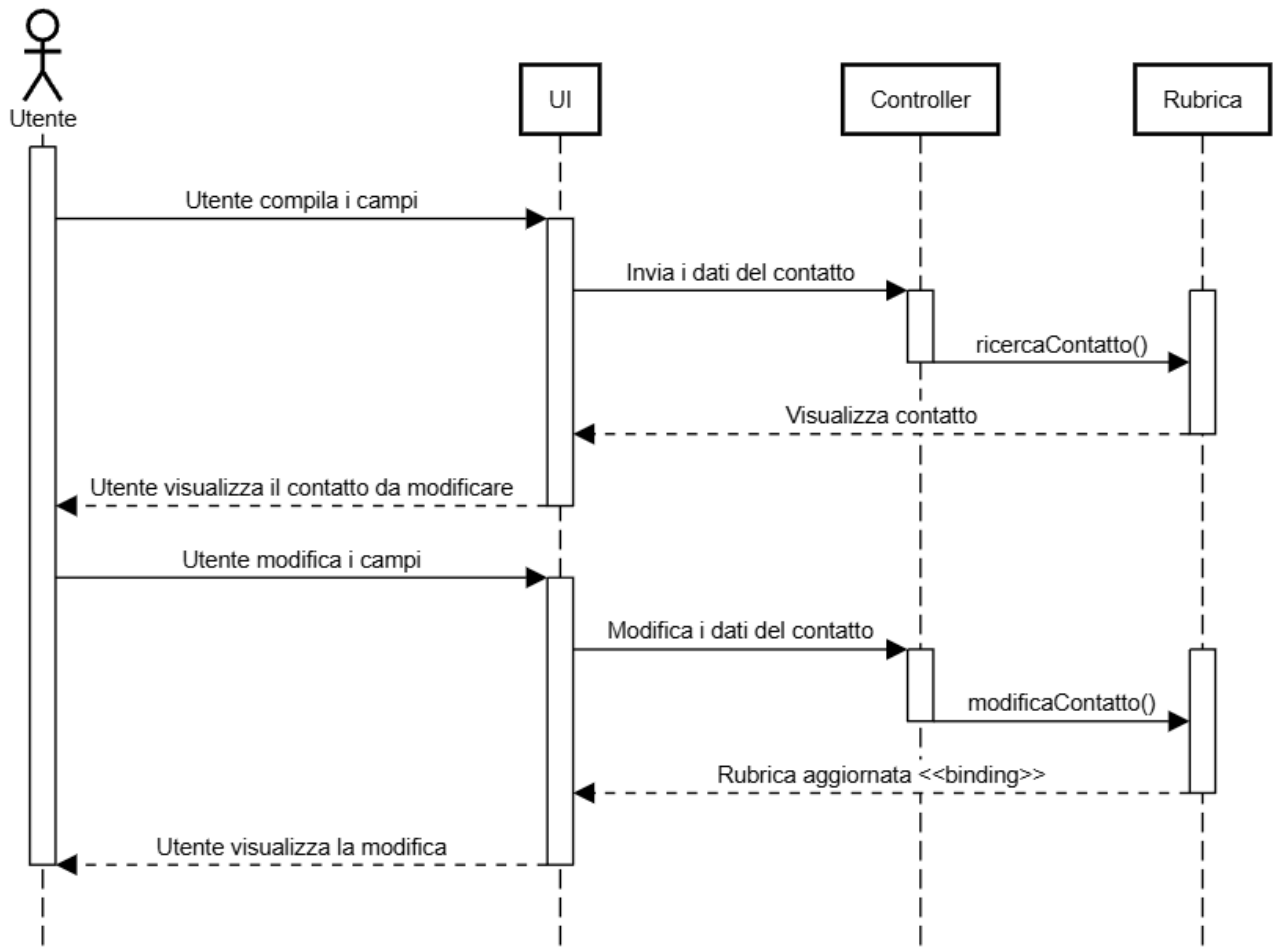 Utente
UI
Controller
Rubrica
Utente compila i campi
Invia i dati del contatto
ricercaContatto()
Visualizza contatto
Utente visualizza il contatto da modificare
Utente modifica i campi
Modifica i dati del contatto
modificaContatto()
Rubrica aggiornata <<binding>>
Utente visualizza la modifica